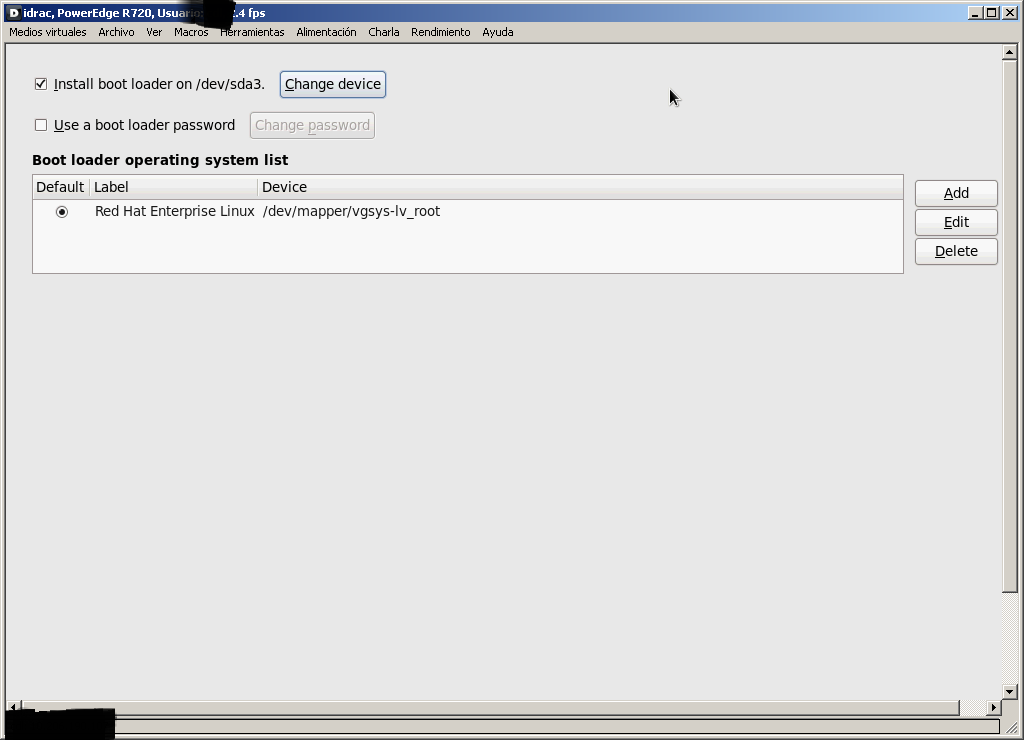 idrac, PowerEdge R720, Usuario: .4 fps
Medios virtuales Archivo Ver Macros Herramientas Alimentación Charla Rendimiento Ayuda
Install boot loader on /dev/sda3. Change device
Use a boot loader password Change password
Boot loader operating system list
Default Label Device
Red Hat Enterprise Linux /dev/mapper/vgsys-lv_root
Add
Edit
Delete